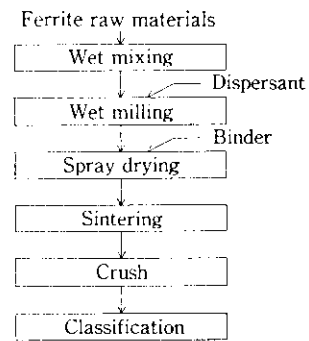 Ferrite raw materials
Wet mixing
Dispersant
Wet milling
Binder
Spray drying
Sintering
Crush
Classification